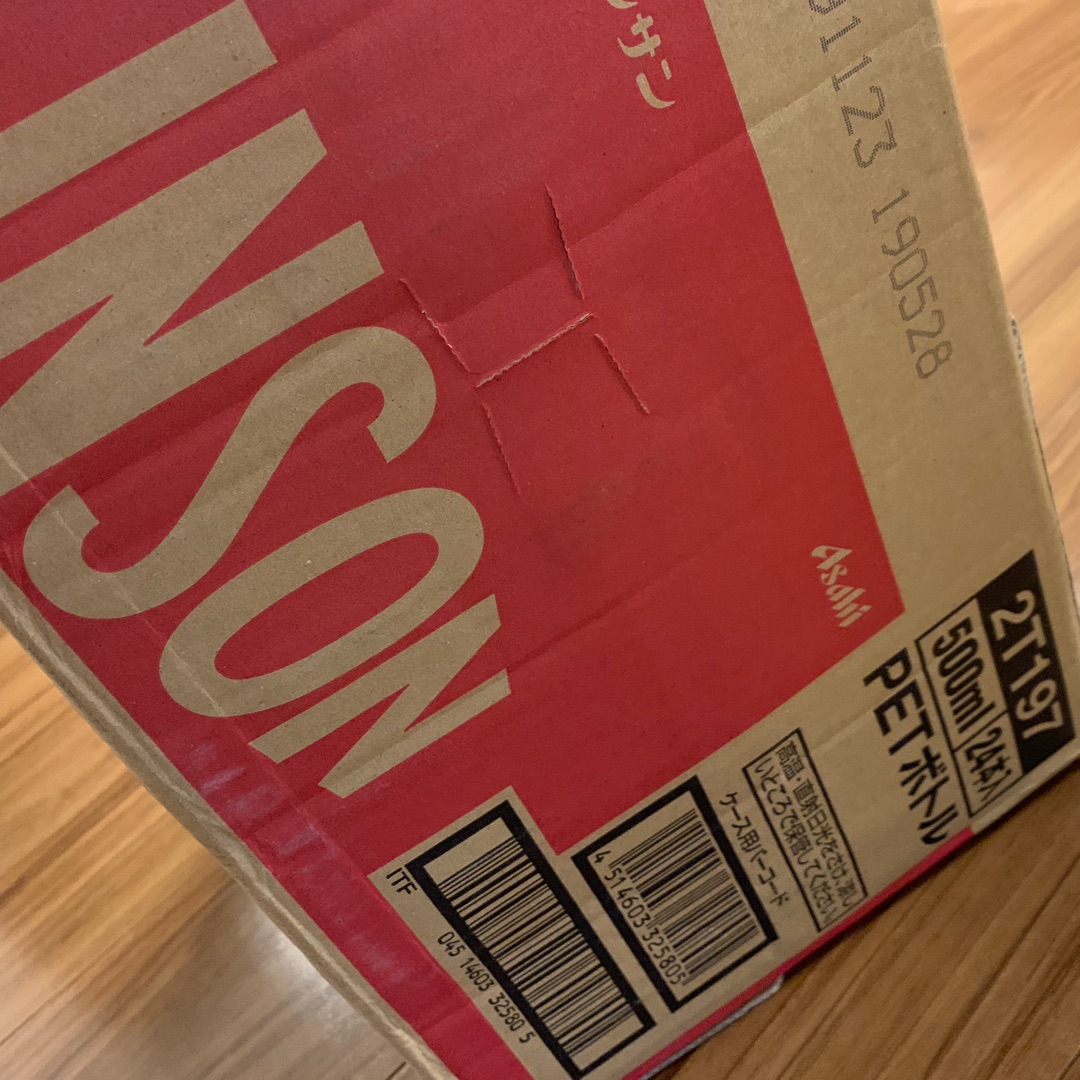 INSON
ンサン
91123 190528
Asahi
2T197
500ml 24本入
PETボトル
高温・直射日光をさけ、涼し
いところで保管してください
ケース用バーコード
4 514603 325805
ITF
045 14603 32580 5